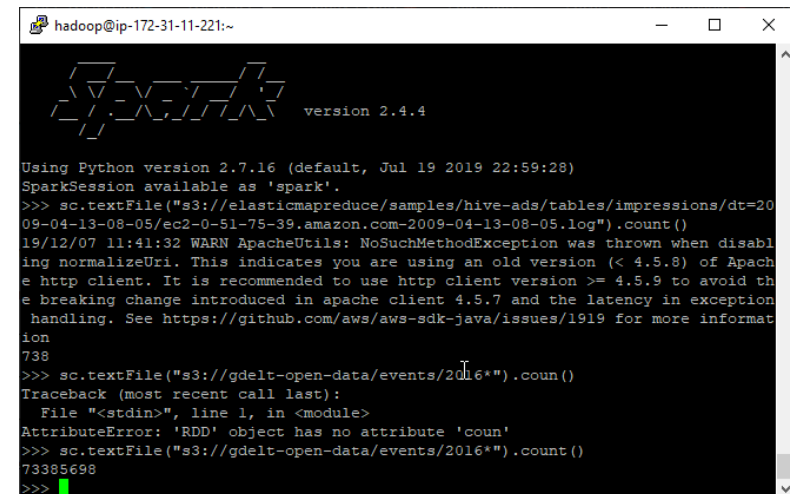 hadoop@ip-172-31-11-221:~
Spark
version 2.4.4
Using Python version 2.7.16 (default, Jul 19 2019 22:59:28)
SparkSession available as 'spark'.
>>> sc.textFile("s3://elasticmapreduce/samples/hive-ads/tables/impressions/dt=20
09-04-13-08-05/ec2-0-51-75-39.amazon.com-2009-04-13-08-05.log").count()
19/12/07 11:41:32 WARN ApacheUtils: NoSuchMethodException was thrown when disabl
ing normalizeUri. This indicates you are using an old version (< 4.5.8) of Apach
e http client. It is recommended to use http client version >= 4.5.9 to avoid th
e breaking change introduced in apache client 4.5.7 and the latency in exception
 handling. See https://github.com/aws/aws-sdk-java/issues/1919 for more informat
ion
738
>>> sc.textFile("s3://gdelt-open-data/events/2016*").coun()
Traceback (most recent call last):
  File "<stdin>", line 1, in <module>
AttributeError: 'RDD' object has no attribute 'coun'
>>> sc.textFile("s3://gdelt-open-data/events/2016*").count()
73385698
>>>